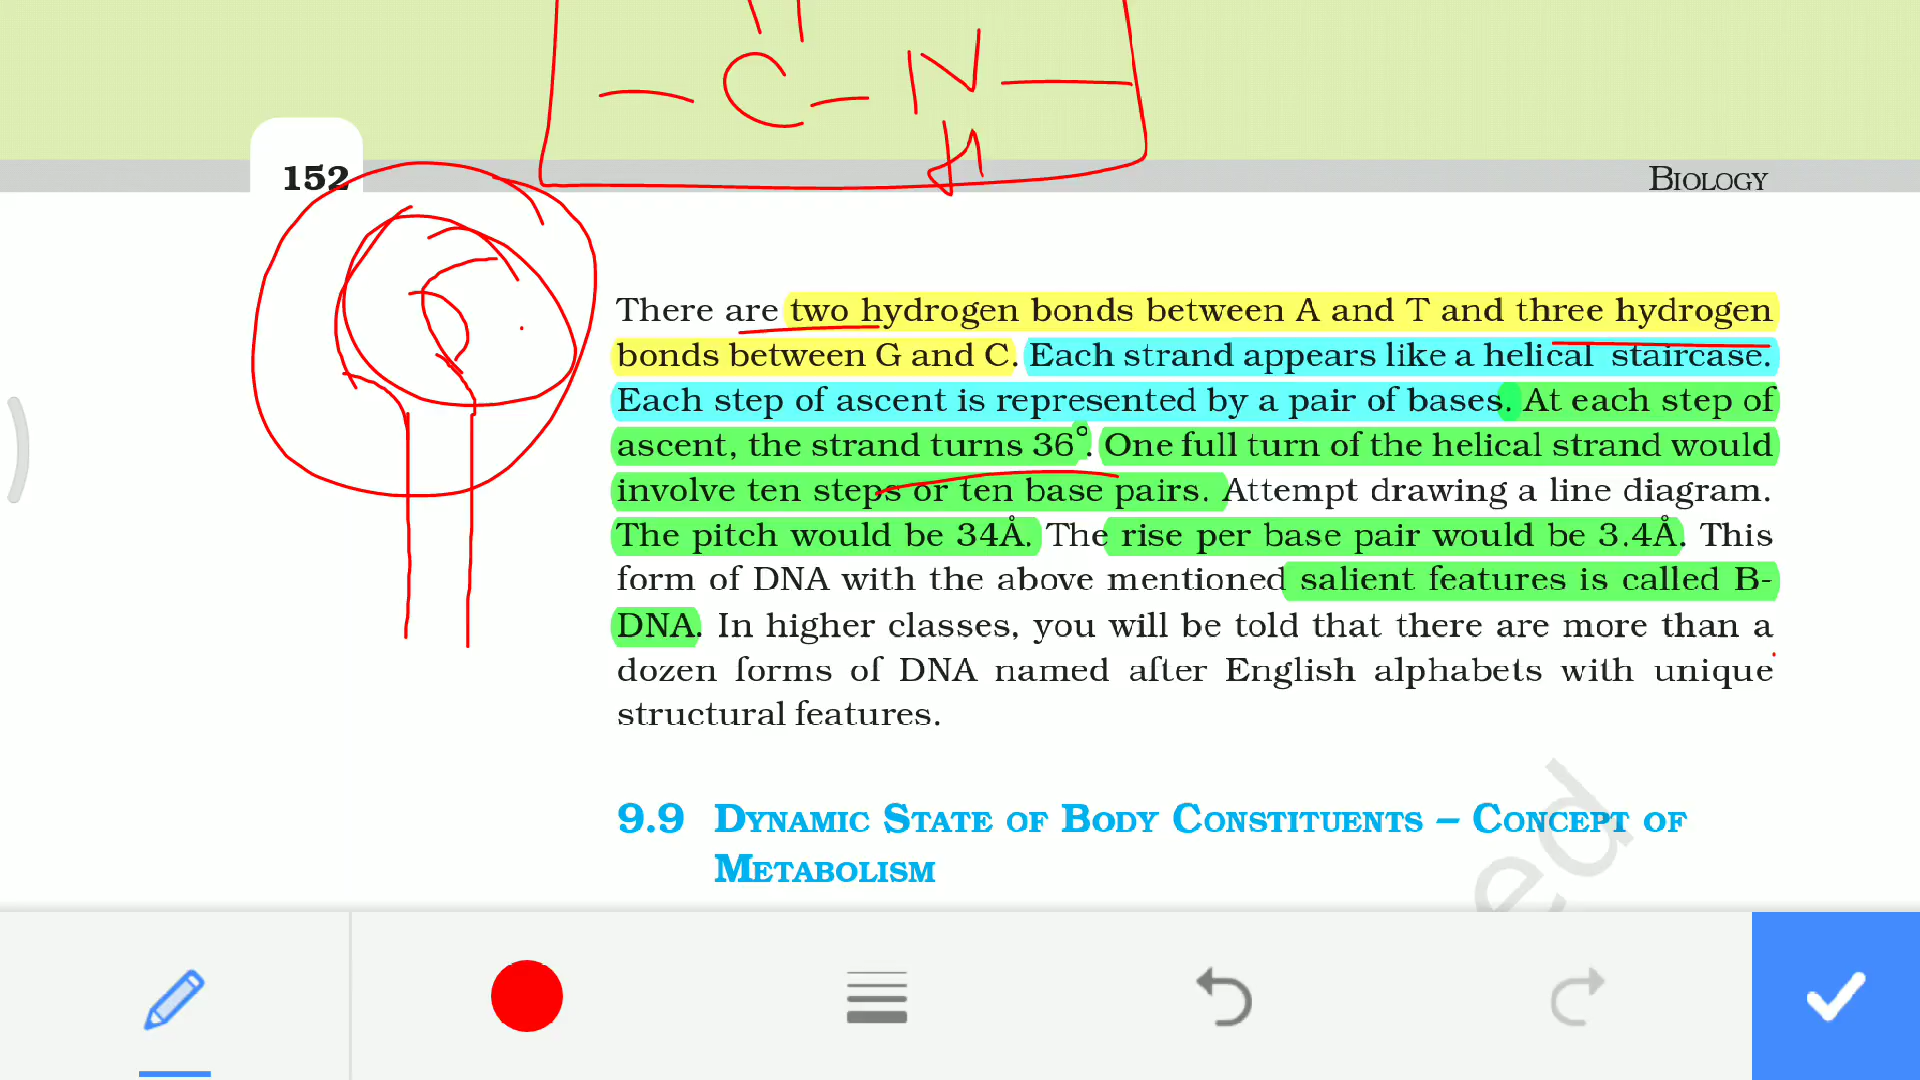 C N
H
152
BIOLOGY
There are two hydrogen bonds between A and T and three hydrogen
bonds between G and C. Each strand appears like a helical staircase.
Each step of ascent is represented by a pair of bases. At each step of
ascent, the strand turns 36°. One full turn of the helical strand would
involve ten steps or ten base pairs. Attempt drawing a line diagram.
The pitch would be 34Å. The rise per base pair would be 3.4Å. This
form of DNA with the above mentioned salient features is called B-
DNA. In higher classes, you will be told that there are more than a
dozen forms of DNA named after English alphabets with unique
structural features.
9.9 DYNAMIC STATE OF BODY CONSTITUENTS – CONCEPT OF
METABOLISM
ed